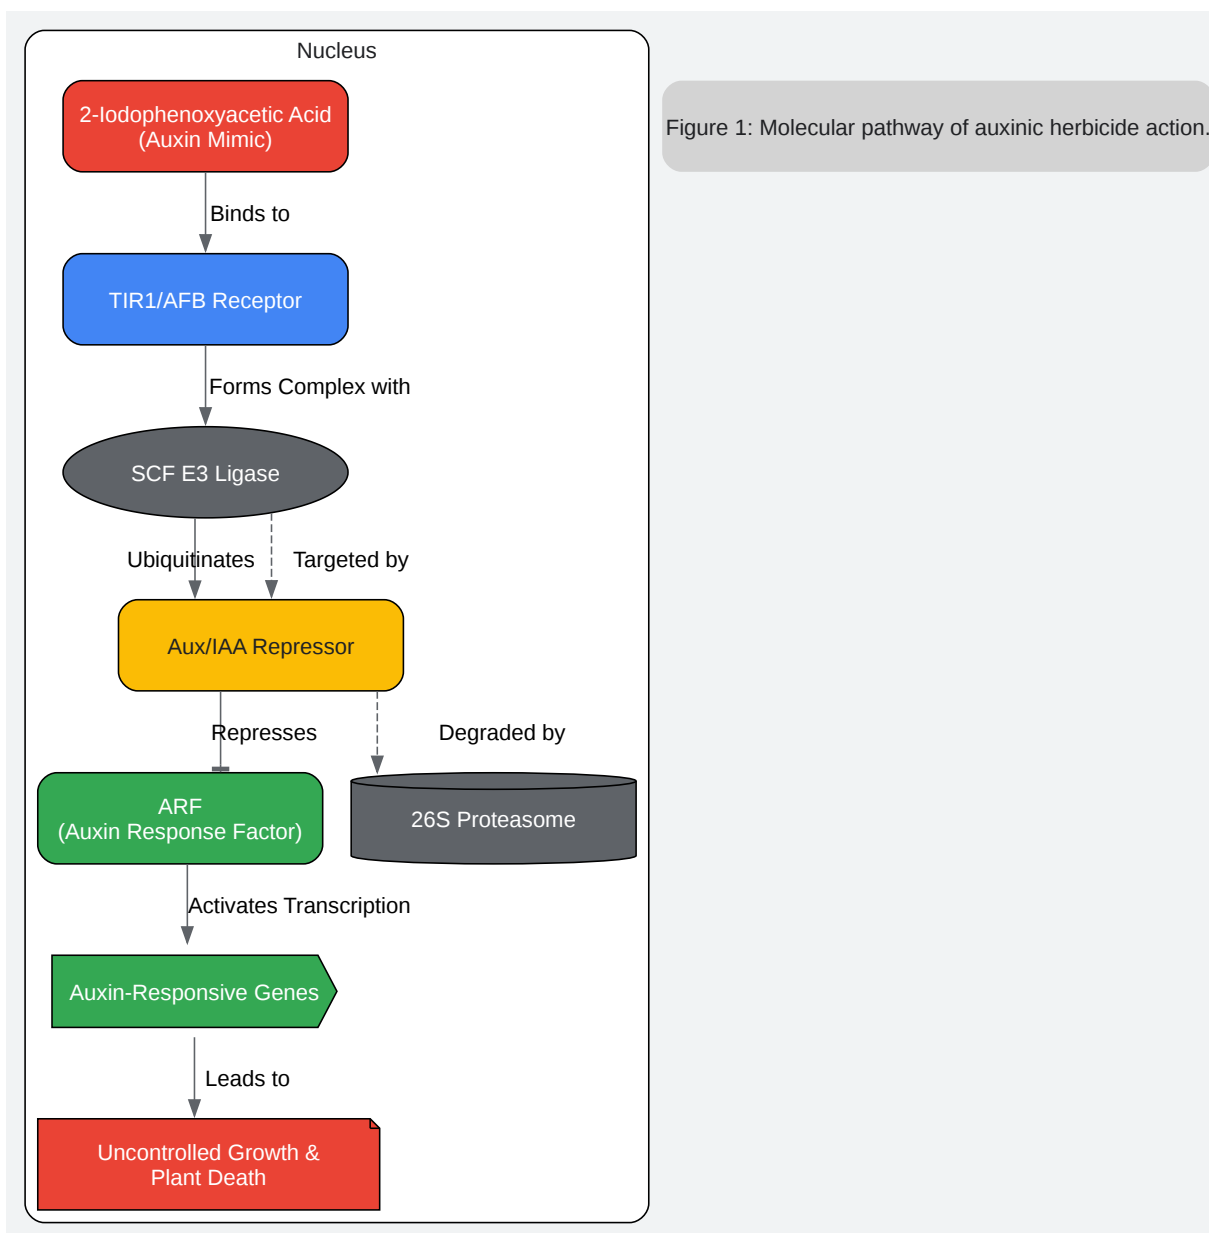 Nucleus
2-Iodophenoxyacetic Acid
(Auxin Mimic)
Figure 1: Molecular pathway of auxinic herbicide action.
Binds to
TIR1/AFB Receptor
Forms Complex with
SCF E3 Ligase
Ubiquitinates
Targeted by
Aux/IAA Repressor
Represses
Degraded by
ARF
(Auxin Response Factor)
26S Proteasome
Activates Transcription
Auxin-Responsive Genes
Leads to
Uncontrolled Growth &
Plant Death